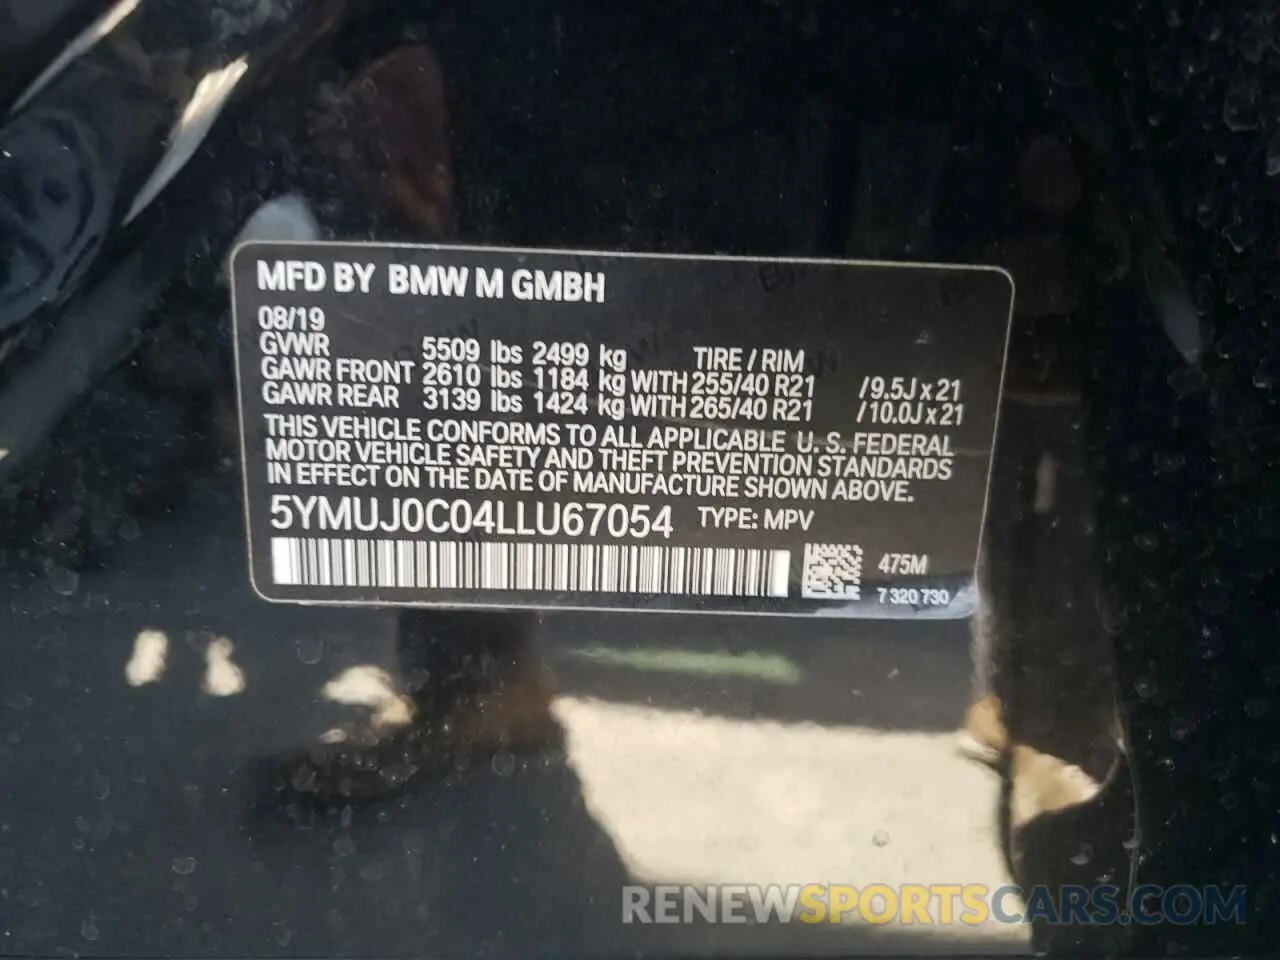 MFD BY BMW M GMBH
08/19
GVWR 5509 lbs 2499 kg TIRE / RIM
GAWR FRONT 2610 lbs 1184 kg WITH 255/40 R21 /9.5J x 21
GAWR REAR 3139 lbs 1424 kg WITH 265/40 R21 /10.0J x 21
THIS VEHICLE CONFORMS TO ALL APPLICABLE U. S. FEDERAL
MOTOR VEHICLE SAFETY AND THEFT PREVENTION STANDARDS
IN EFFECT ON THE DATE OF MANUFACTURE SHOWN ABOVE.
5YMUJ0C04LLU67054 TYPE: MPV
475M
7 320 730
RENEWSPORTSCARS.COM